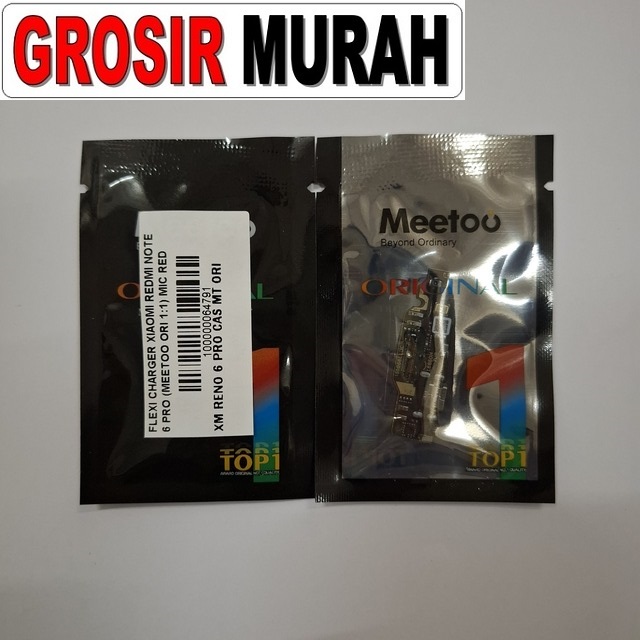 GROSIR MURAH
FLEXI CHARGER XIAOMI REDMI NOTE
6 PRO (MEETOO ORI 1:1) MIC RED
100000064791
XM RENO 6 PRO CAS MT ORI
ORIGINAL
TOP1
Meetoo
Beyond Ordinary
ORIGINAL
TOP1